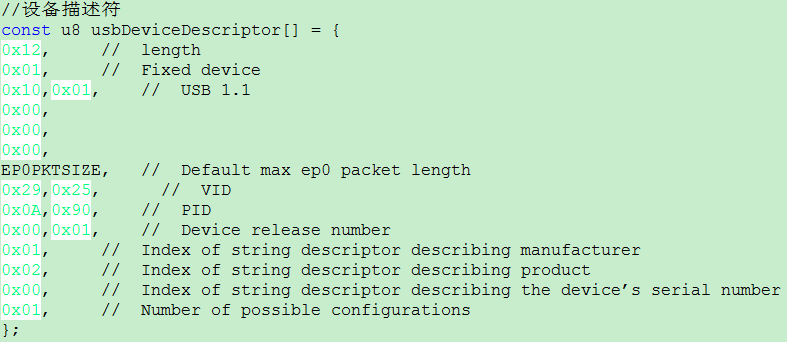 //设备描述符
const u8 usbDeviceDescriptor[] = {
0x12,     //  length
0x01,     //  Fixed device
0x10,0x01,    //  USB 1.1
0x00,
0x00,
0x00,
EP0PKTSIZE,   //  Default max ep0 packet length
0x29,0x25,      //  VID
0x0A,0x90,    //  PID
0x00,0x01,    //  Device release number
0x01,     //  Index of string descriptor describing manufacturer
0x02,     //  Index of string descriptor describing product
0x00,     //  Index of string descriptor describing the device’s serial number
0x01,     //  Number of possible configurations
};